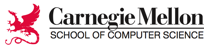 Carnegie Mellon
SCHOOL OF COMPUTER SCIENCE